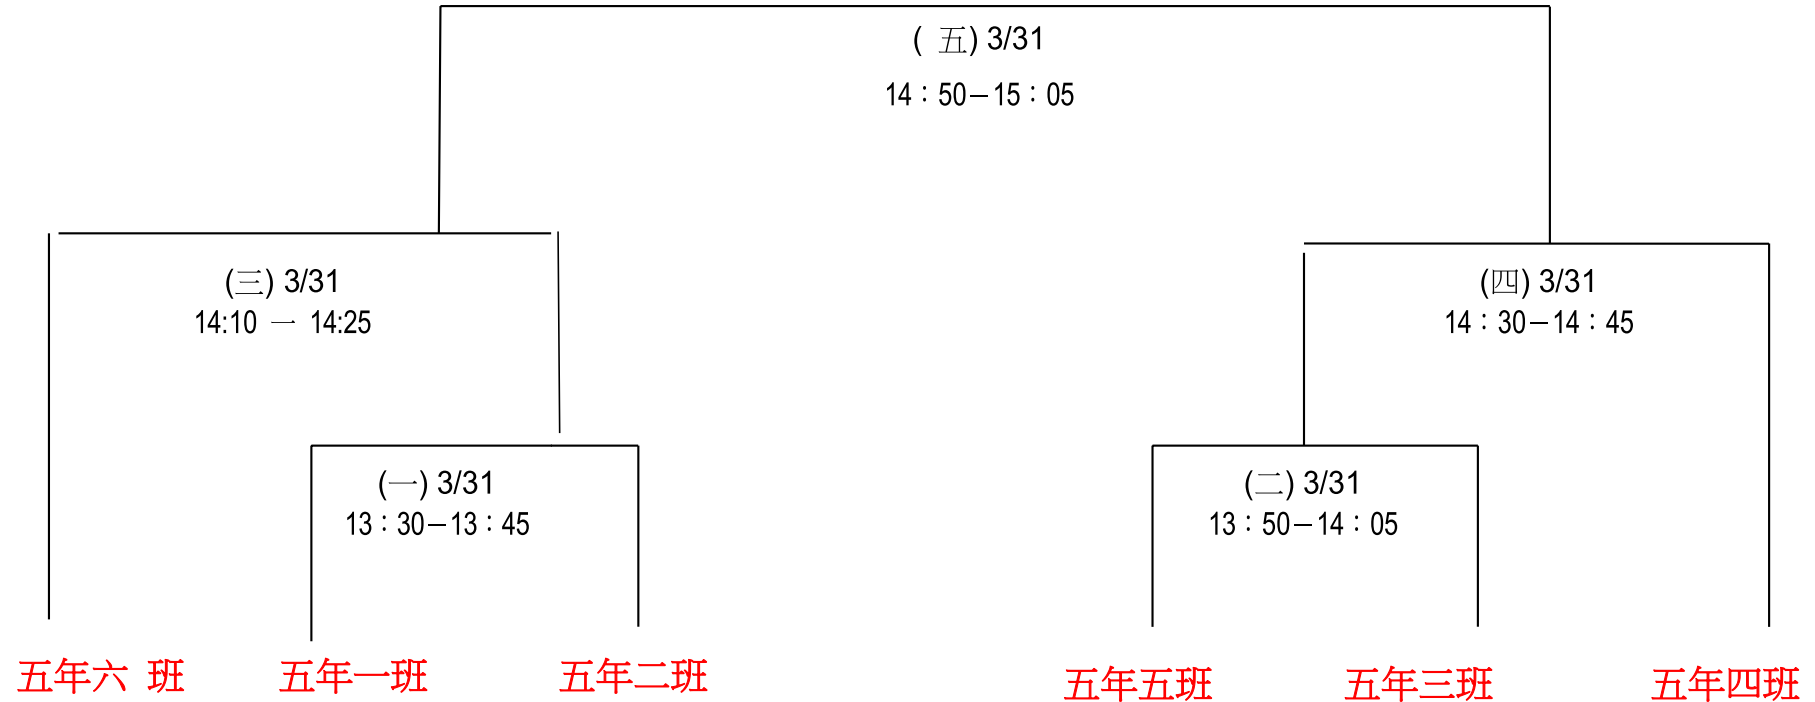 ( 五) 3/31
14：50－15：05
(三) 3/31
14:10 一 14:25
(四) 3/31
14：30－14：45
(一) 3/31
13：30－13：45
(二) 3/31
13：50－14：05
五年六 班
五年一班
五年二班
五年五班
五年三班
五年四班